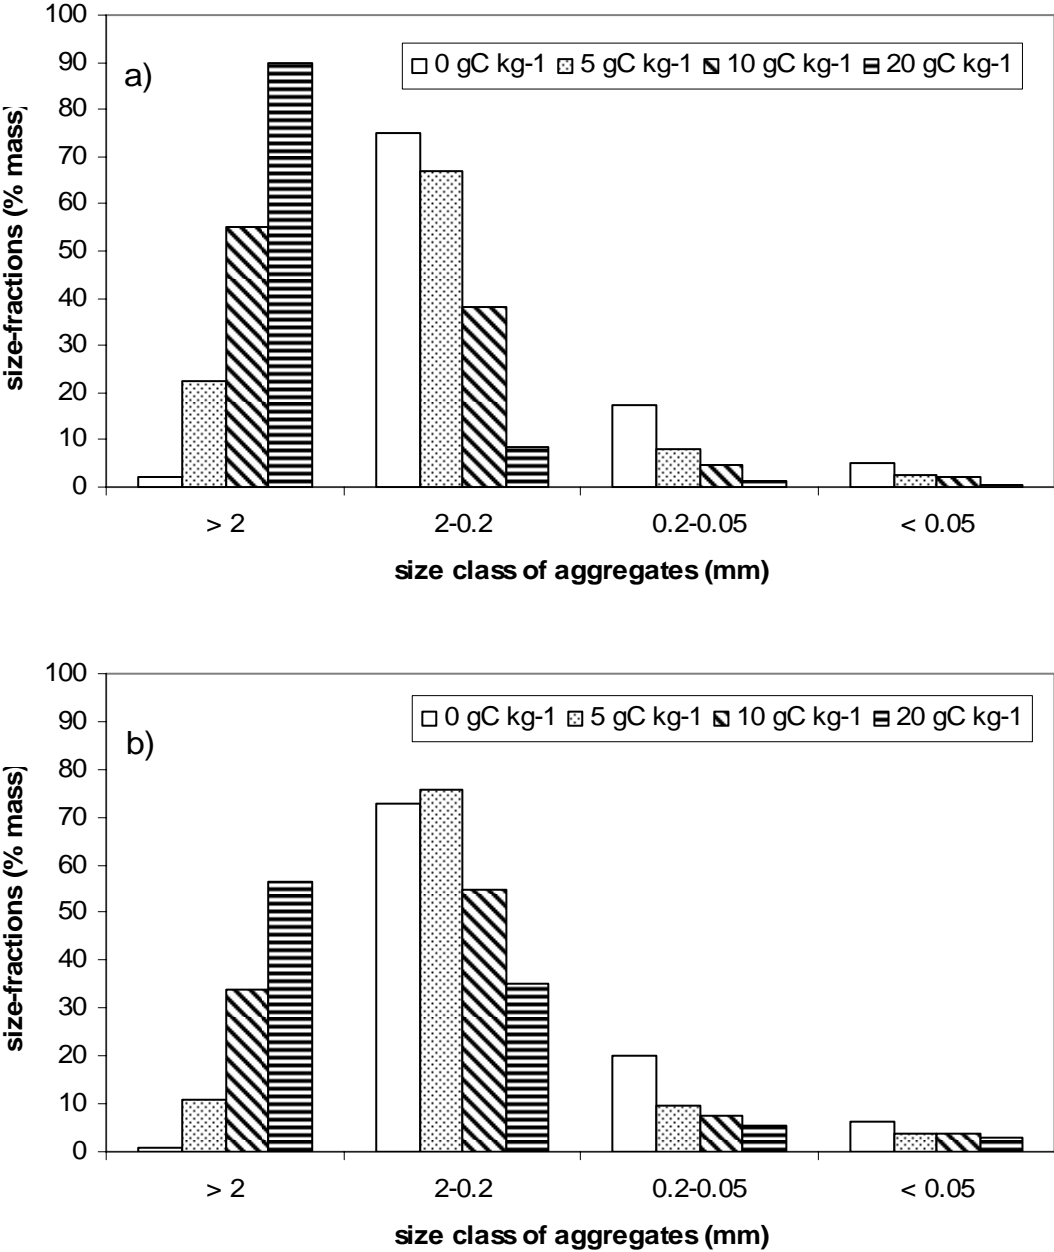 100
90
80
70
60
50
40
30
20
10
0
size-fractions (% mass)
a)
0 gC kg-1 5 gC kg-1 10 gC kg-1 20 gC kg-1
> 2 2-0.2 0.2-0.05 < 0.05
size class of aggregates (mm)
100
90
80
70
60
50
40
30
20
10
0
size-fractions (% mass)
b)
0 gC kg-1 5 gC kg-1 10 gC kg-1 20 gC kg-1
> 2 2-0.2 0.2-0.05 < 0.05
size class of aggregates (mm)